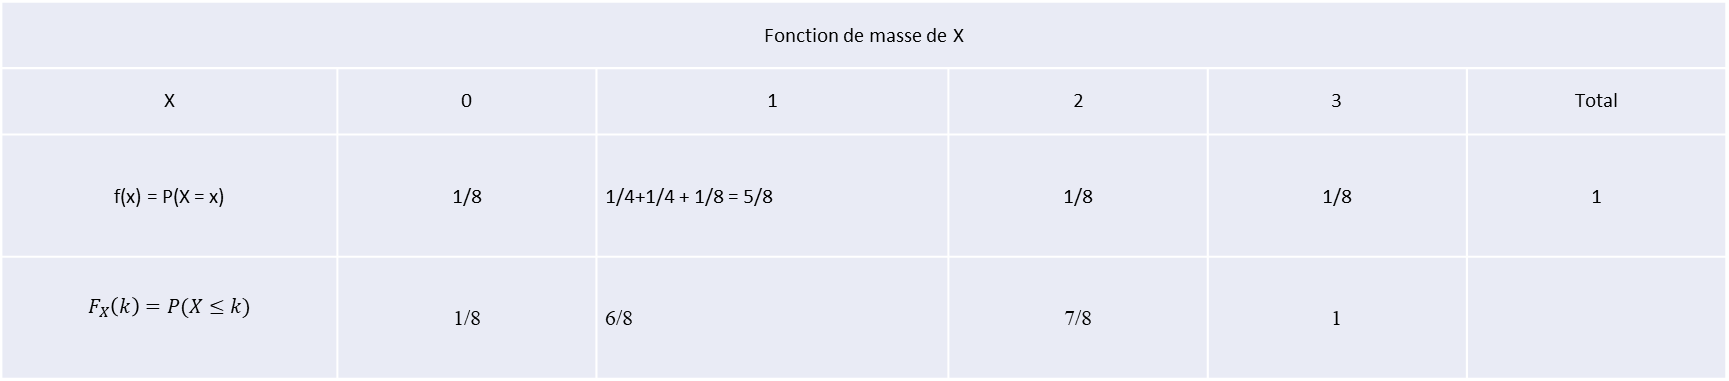 Fonction de masse de X
X 0 1 2 3 Total
f(x) = P(X = x) 1/8 1/4+1/4 + 1/8 = 5/8 1/8 1/8 1
F_X(k) = P(X ≤ k) 1/8 6/8 7/8 1